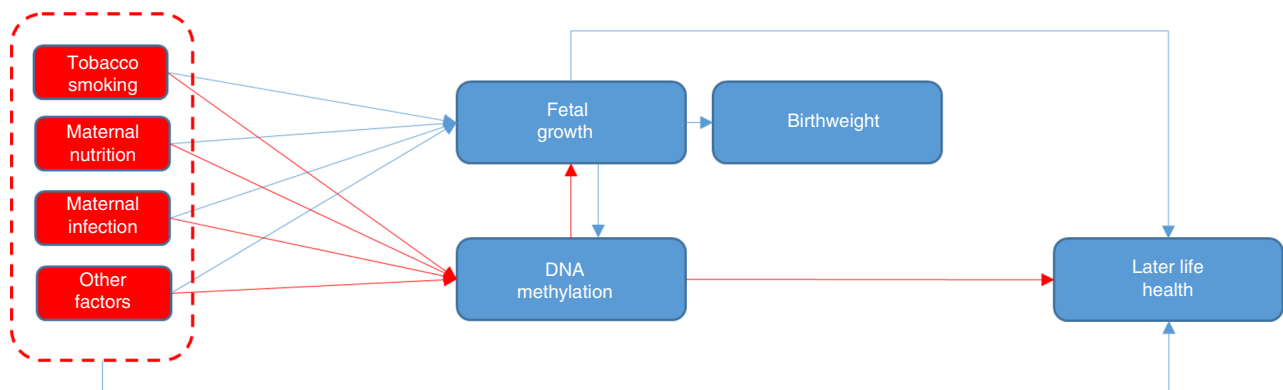 Tobacco
smoking
Maternal
nutrition
Maternal
infection
Other
factors
Fetal
growth
Birthweight
DNA
methylation
Later life
health